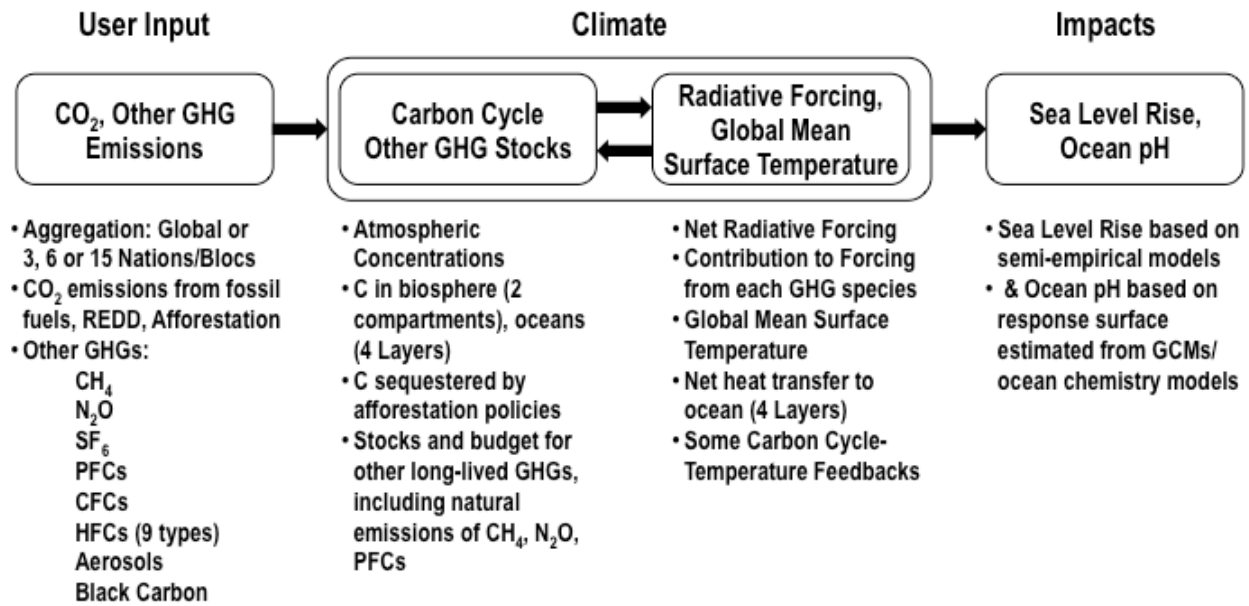 User Input
Climate
Impacts
CO₂, Other GHG
Emissions
Carbon Cycle
Other GHG Stocks
Radiative Forcing,
Global Mean
Surface Temperature
Sea Level Rise,
Ocean pH
• Aggregation: Global or
3, 6 or 15 Nations/Blocs
• CO₂ emissions from fossil
fuels, REDD, Afforestation
• Other GHGs:
CH₄
N₂O
SF₆
PFCs
CFCs
HFCs (9 types)
Aerosols
Black Carbon
• Atmospheric
Concentrations
• C in biosphere (2
compartments), oceans
(4 Layers)
• C sequestered by
afforestation policies
• Stocks and budget for
other long-lived GHGs,
including natural
emissions of CH₄, N₂O,
PFCs
• Net Radiative Forcing
• Contribution to Forcing
from each GHG species
• Global Mean Surface
Temperature
• Net heat transfer to
ocean (4 Layers)
• Some Carbon Cycle-
Temperature Feedbacks
• Sea Level Rise based on
semi-empirical models
• & Ocean pH based on
response surface
estimated from GCMs/
ocean chemistry models